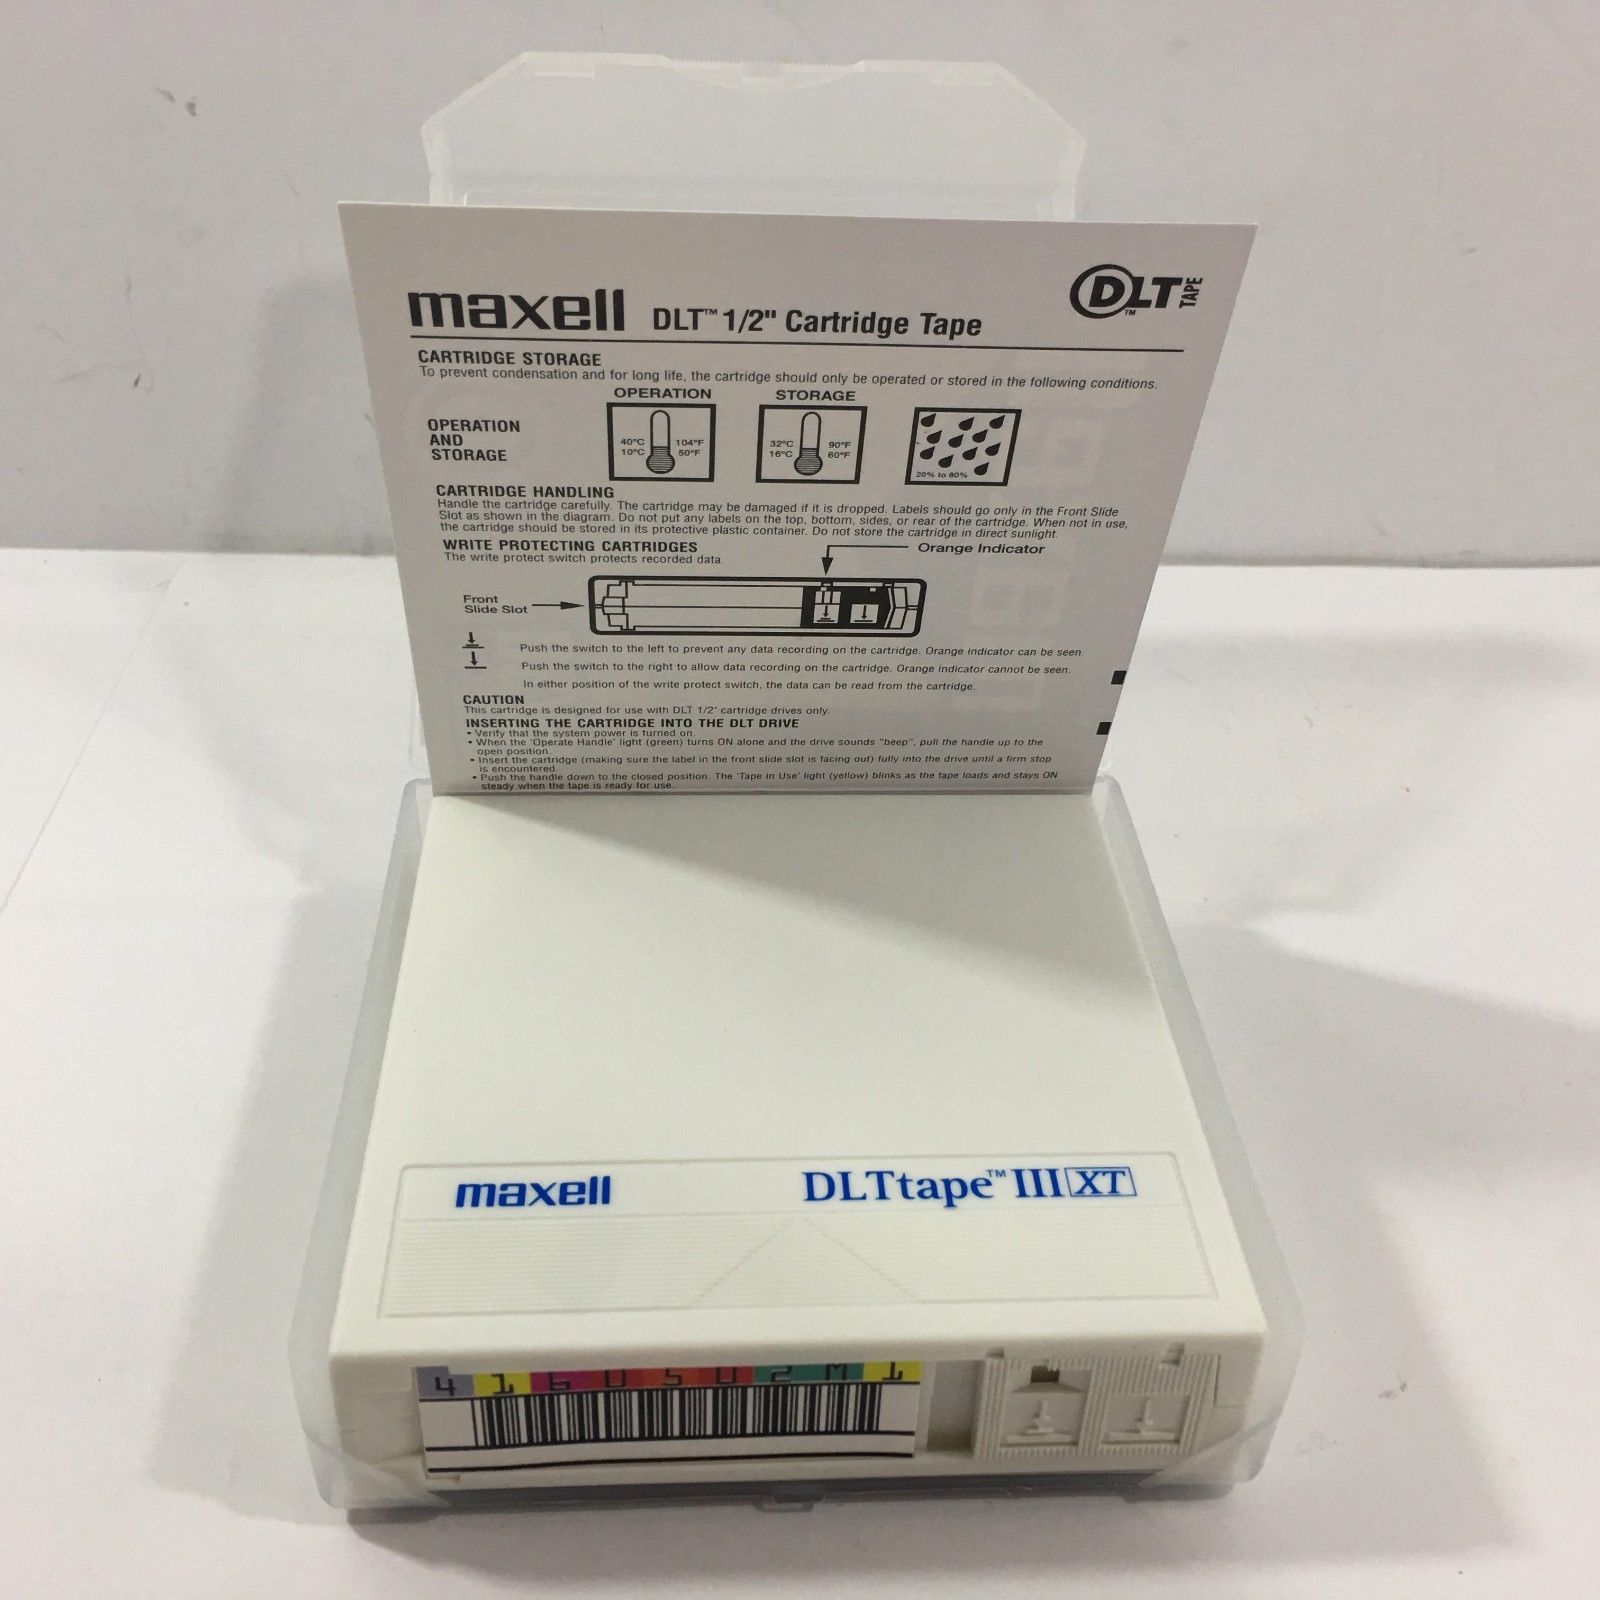 maxell DLT™ 1/2" Cartridge Tape
DLT TAPE ™
CARTRIDGE STORAGE
To prevent condensation and for long life, the cartridge should only be operated or stored in the following conditions.
OPERATION STORAGE
OPERATION
AND
STORAGE
40°C 104°F
10°C 50°F
32°C 90°F
16°C 60°F
20% to 80%
CARTRIDGE HANDLING
Handle the cartridge carefully. The cartridge may be damaged if it is dropped. Labels should go only in the Front Slide
Slot as shown in the diagram. Do not put any labels on the top, bottom, sides, or rear of the cartridge. When not in use,
the cartridge should be stored in its protective plastic container. Do not store the cartridge in direct sunlight.
WRITE PROTECTING CARTRIDGES
The write protect switch protects recorded data.
Orange Indicator
Front
Slide Slot
Push the switch to the left to prevent any data recording on the cartridge. Orange indicator can be seen.
Push the switch to the right to allow data recording on the cartridge. Orange indicator cannot be seen.
In either position of the write protect switch, the data can be read from the cartridge.
CAUTION
This cartridge is designed for use with DLT 1/2" cartridge drives only.
INSERTING THE CARTRIDGE INTO THE DLT DRIVE
• Verify that the system power is turned on.
• When the 'Operate Handle' light (green) turns ON alone and the drive sounds "beep", pull the handle up to the
open position.
• Insert the cartridge (making sure the label in the front slide slot is facing out) fully into the drive until a firm stop
is encountered.
• Push the handle down to the closed position. The 'Tape in Use' light (yellow) blinks as the tape loads and stays ON
steady when the tape is ready for use.
maxell DLTtape™ III XT
4 1 6 0 5 0 2 M 1